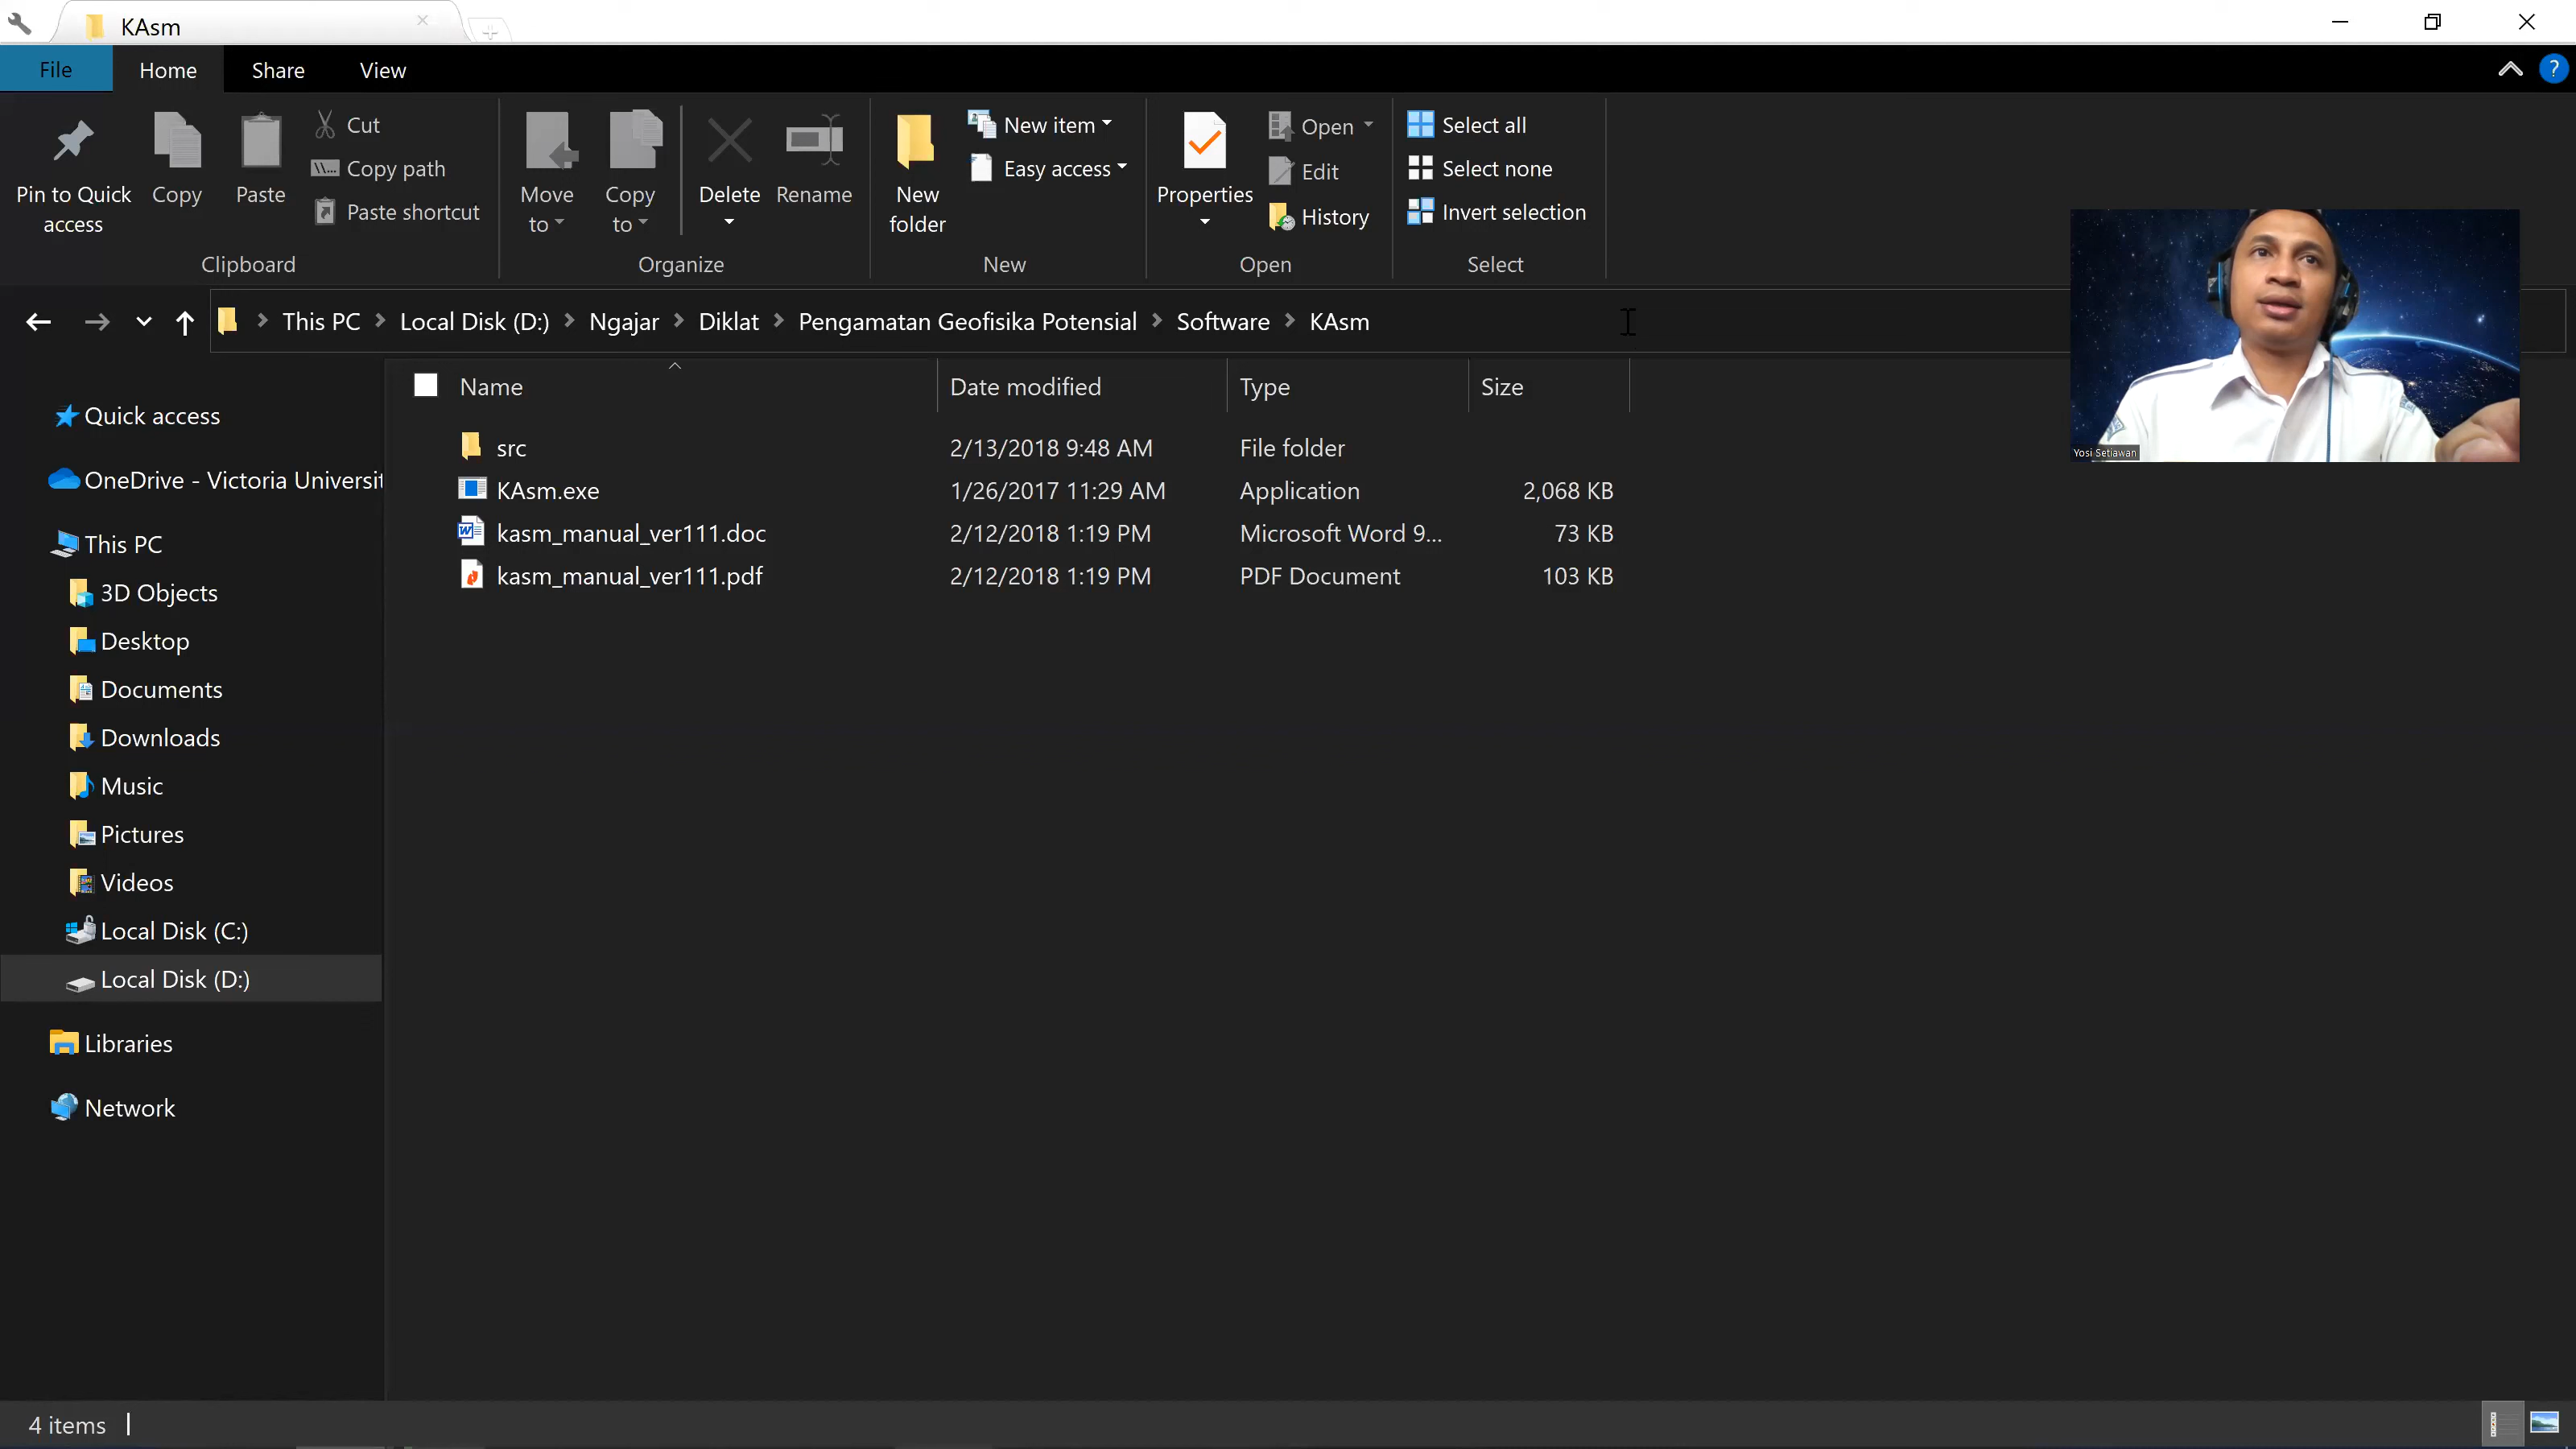 KAsm
File Home Share View
Pin to Quick access
Copy
Paste
Cut
Copy path
Paste shortcut
Clipboard
Move to
Copy to
Delete
Rename
Organize
New folder
New item
Easy access
New
Properties
Open
Edit
History
Open
Select all
Select none
Invert selection
Select
This PC Local Disk (D:) Ngajar Diklat Pengamatan Geofisika Potensial Software KAsm
Yosi Setiawan
Quick access
OneDrive - Victoria Universit
This PC
3D Objects
Desktop
Documents
Downloads
Music
Pictures
Videos
Local Disk (C:)
Local Disk (D:)
Libraries
Network
Name Date modified Type Size
src 2/13/2018 9:48 AM File folder
KAsm.exe 1/26/2017 11:29 AM Application 2,068 KB
kasm_manual_ver111.doc 2/12/2018 1:19 PM Microsoft Word 9... 73 KB
kasm_manual_ver111.pdf 2/12/2018 1:19 PM PDF Document 103 KB
4 items